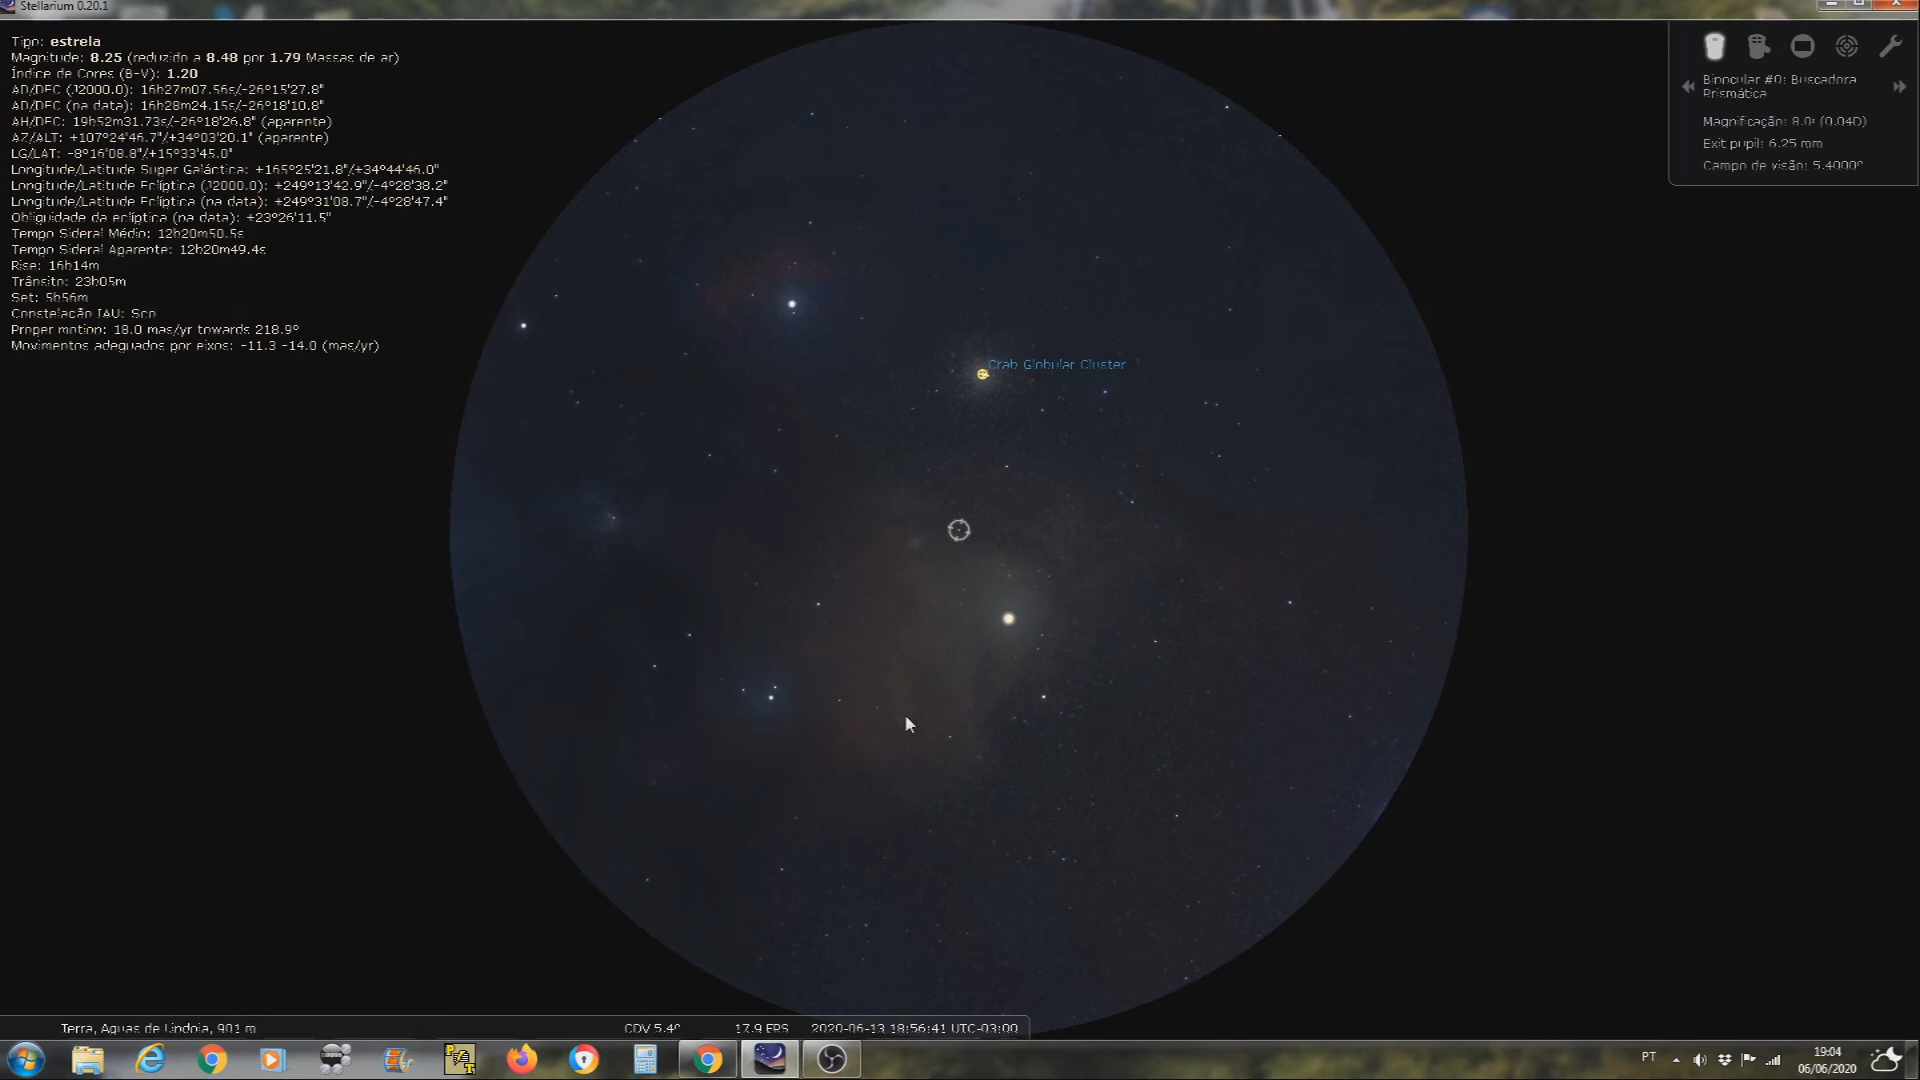 Stellarium 0.20.1
Tipo: estrela
Magnitude: 8.25 (reduzido a 8.48 por 1.79 Massas de ar)
Índice de Cores (B-V): 1.20
AD/DEC (J2000.0): 16h27m07.56s/-26°15'27.8"
AD/DEC (na data): 16h28m24.15s/-26°18'10.8"
AH/DEC: 19h52m31.73s/-26°18'26.8" (aparente)
AZ/ALT: +107°24'46.7"/+34°03'20.1" (aparente)
LG/LAT: -8°16'08.8"/+15°33'45.0"
Longitude/Latitude Super Galáctica: +165°25'21.8"/+34°44'46.0"
Longitude/Latitude Eclíptica (J2000.0): +249°13'42.9"/-4°28'38.2"
Longitude/Latitude Eclíptica (na data): +249°31'08.7"/-4°28'47.4"
Obliquidade da eclíptica (na data): +23°26'11.5"
Tempo Sideral Médio: 12h20m50.5s
Tempo Sideral Aparente: 12h20m49.4s
Rise: 16h14m
Trânsito: 23h05m
Set: 5h56m
Constelação IAU: Sco
Proper motion: 18.0 mas/yr towards 218.9°
Movimentos adequados por eixos: -11.3 -14.0 (mas/yr)
Binocular #0: Buscadora
Prismática
Magnificação: 8.0× (0.04D)
Exit pupil: 6.25 mm
Campo de visão: 5.4000°
Crab Globular Cluster
Terra, Águas de Lindoia, 901 m
CDV 5.4°
17.9 FPS
2020-06-13 18:56:41 UTC-03:00
PT
19:04
06/06/2020